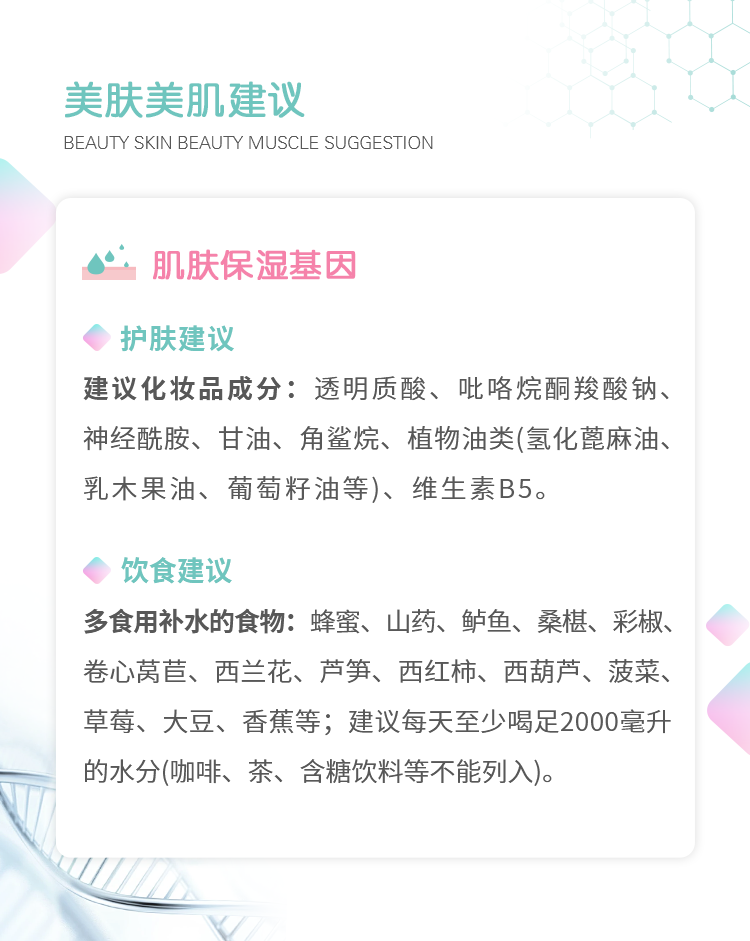 美肤美肌建议
BEAUTY SKIN BEAUTY MUSCLE SUGGESTION
肌肤保湿基因
护肤建议
建议化妆品成分：透明质酸、吡咯烷酮羧酸钠、
神经酰胺、甘油、角鲨烷、植物油类(氢化蓖麻油、
乳木果油、葡萄籽油等)、维生素B5。
饮食建议
多食用补水的食物：蜂蜜、山药、鲈鱼、桑椹、彩椒、
卷心莴苣、西兰花、芦笋、西红柿、西葫芦、菠菜、
草莓、大豆、香蕉等；建议每天至少喝足2000毫升
的水分(咖啡、茶、含糖饮料等不能列入)。